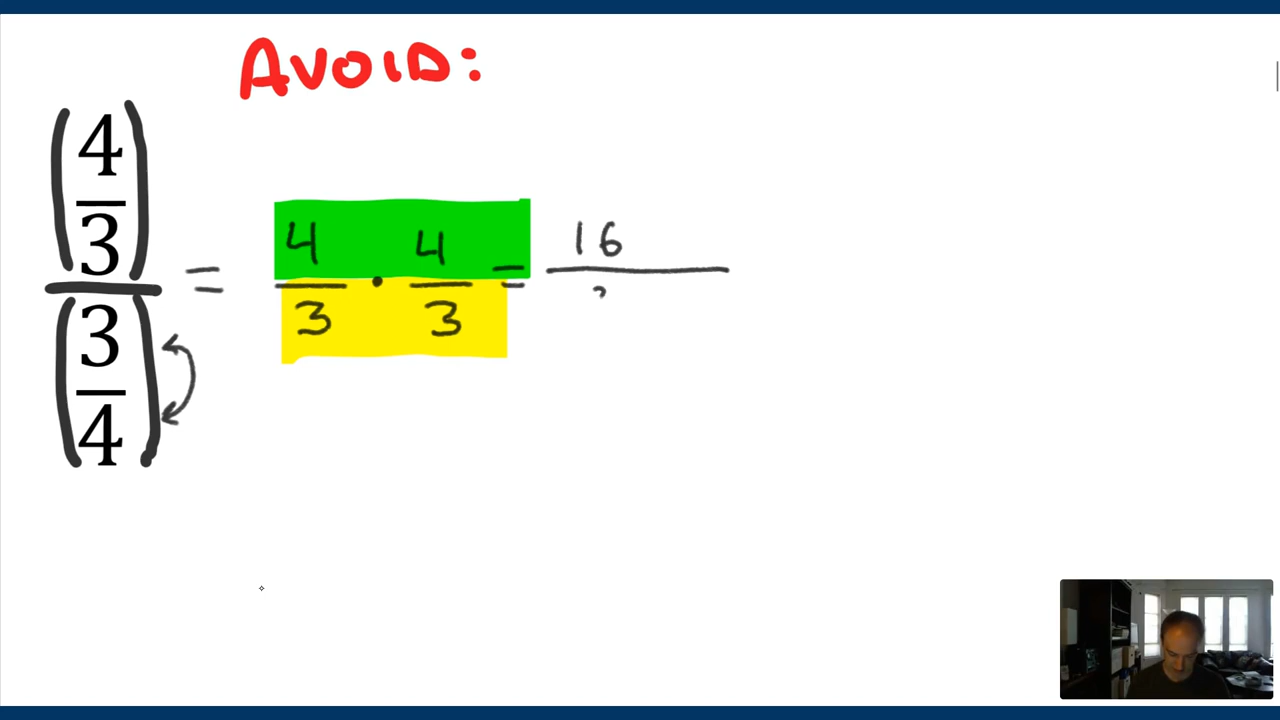 AVOID:
(4/3)/(3/4) = 4/3 · 4/3 = 16/